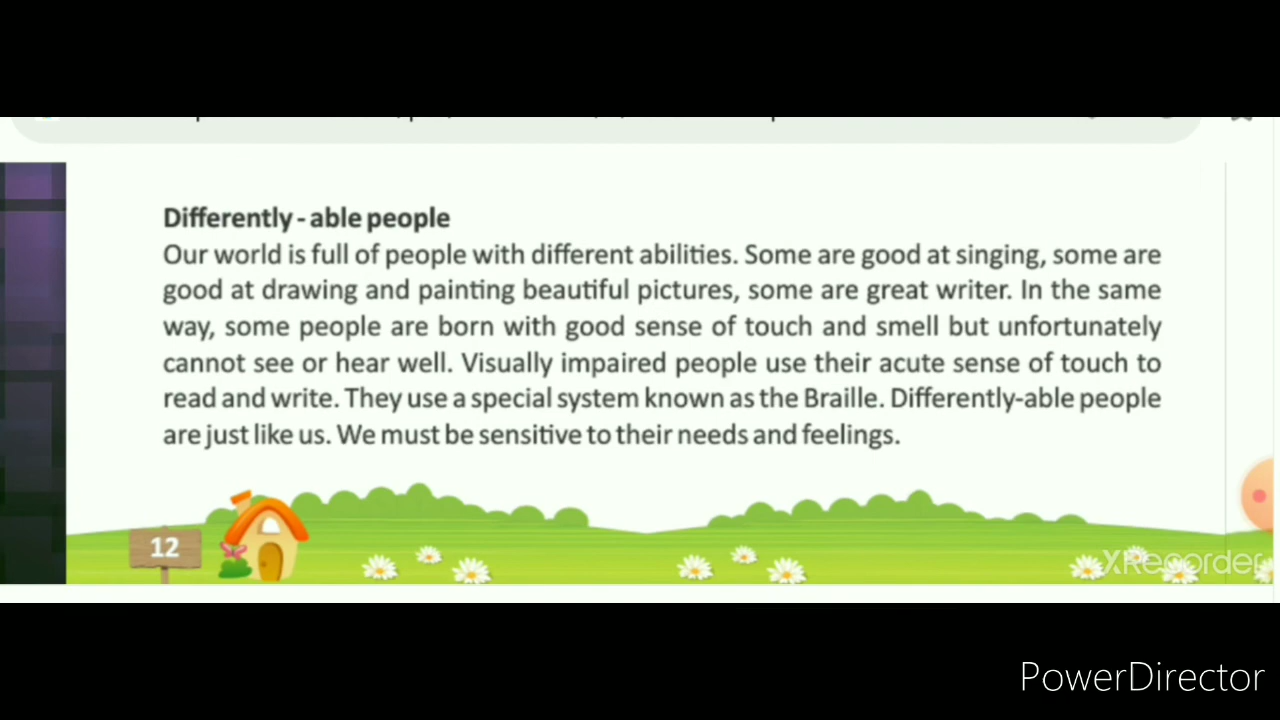 Differently - able people
Our world is full of people with different abilities. Some are good at singing, some are
good at drawing and painting beautiful pictures, some are great writer. In the same
way, some people are born with good sense of touch and smell but unfortunately
cannot see or hear well. Visually impaired people use their acute sense of touch to
read and write. They use a special system known as the Braille. Differently-able people
are just like us. We must be sensitive to their needs and feelings.
12
XRecorder
PowerDirector